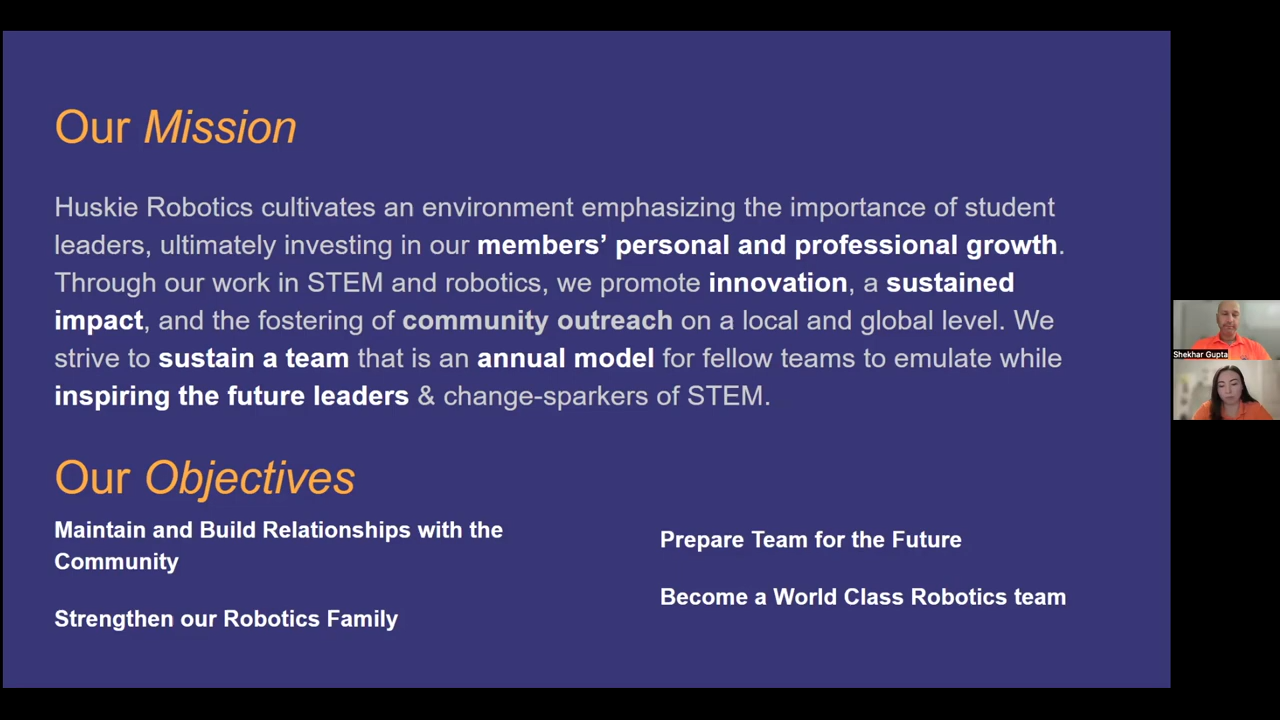 Our Mission
Huskie Robotics cultivates an environment emphasizing the importance of student
leaders, ultimately investing in our members’ personal and professional growth.
Through our work in STEM and robotics, we promote innovation, a sustained
impact, and the fostering of community outreach on a local and global level. We
strive to sustain a team that is an annual model for fellow teams to emulate while
inspiring the future leaders & change-sparkers of STEM.
Our Objectives
Maintain and Build Relationships with the
Community
Strengthen our Robotics Family
Prepare Team for the Future
Become a World Class Robotics team
Shekhar Gupta